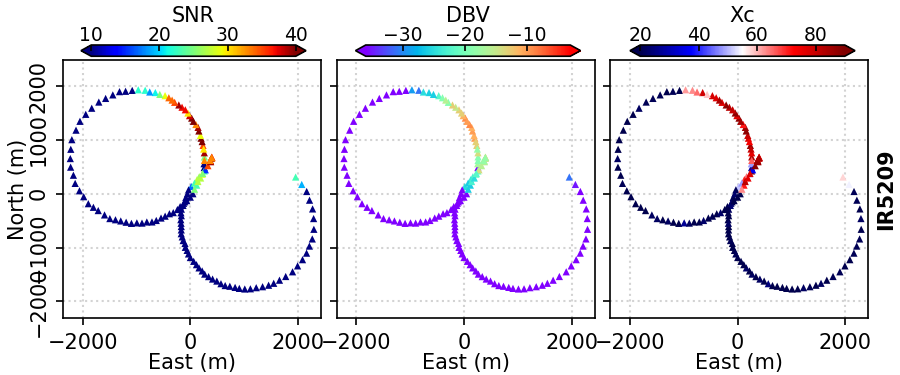 SNR DBV Xc
10 20 30 40 −30 −20 −10 20 40 60 80
2000
1000
0
−1000
−2000
North (m)
−2000 0 2000 −2000 0 2000 −2000 0 2000
East (m) East (m) East (m)
IR5209